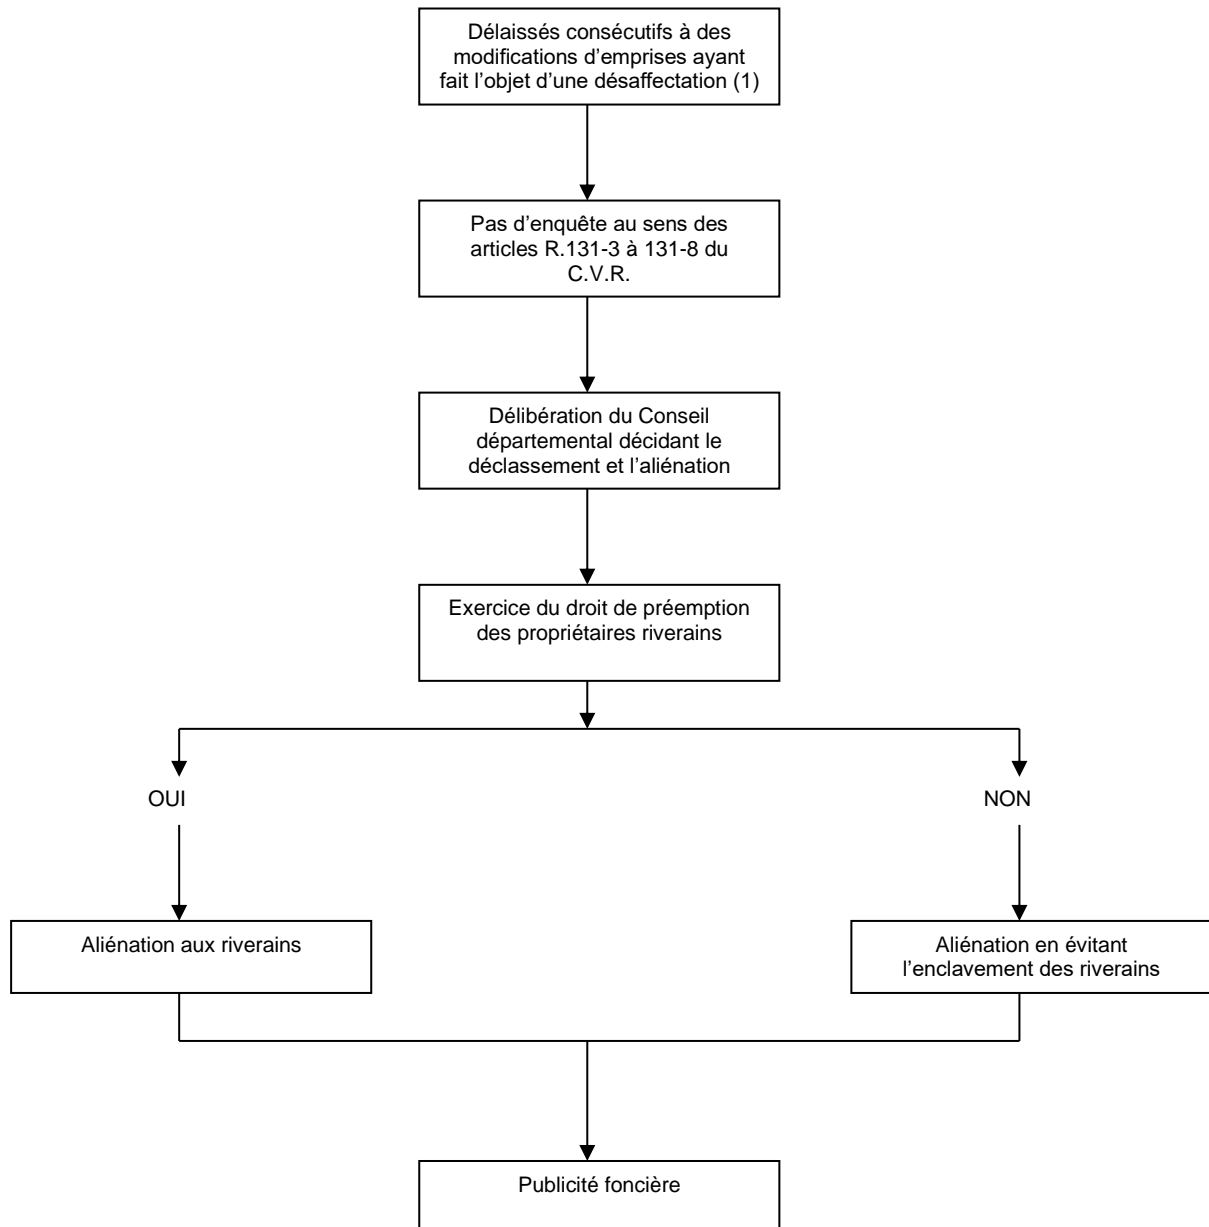 Délaissés consécutifs à des
modifications d’emprises ayant
fait l’objet d’une désaffectation (1)
Pas d’enquête au sens des
articles R.131-3 à 131-8 du
C.V.R.
Délibération du Conseil
départemental décidant le
déclassement et l’aliénation
Exercice du droit de préemption
des propriétaires riverains
OUI
NON
Aliénation aux riverains
Aliénation en évitant
l’enclavement des riverains
Publicité foncière